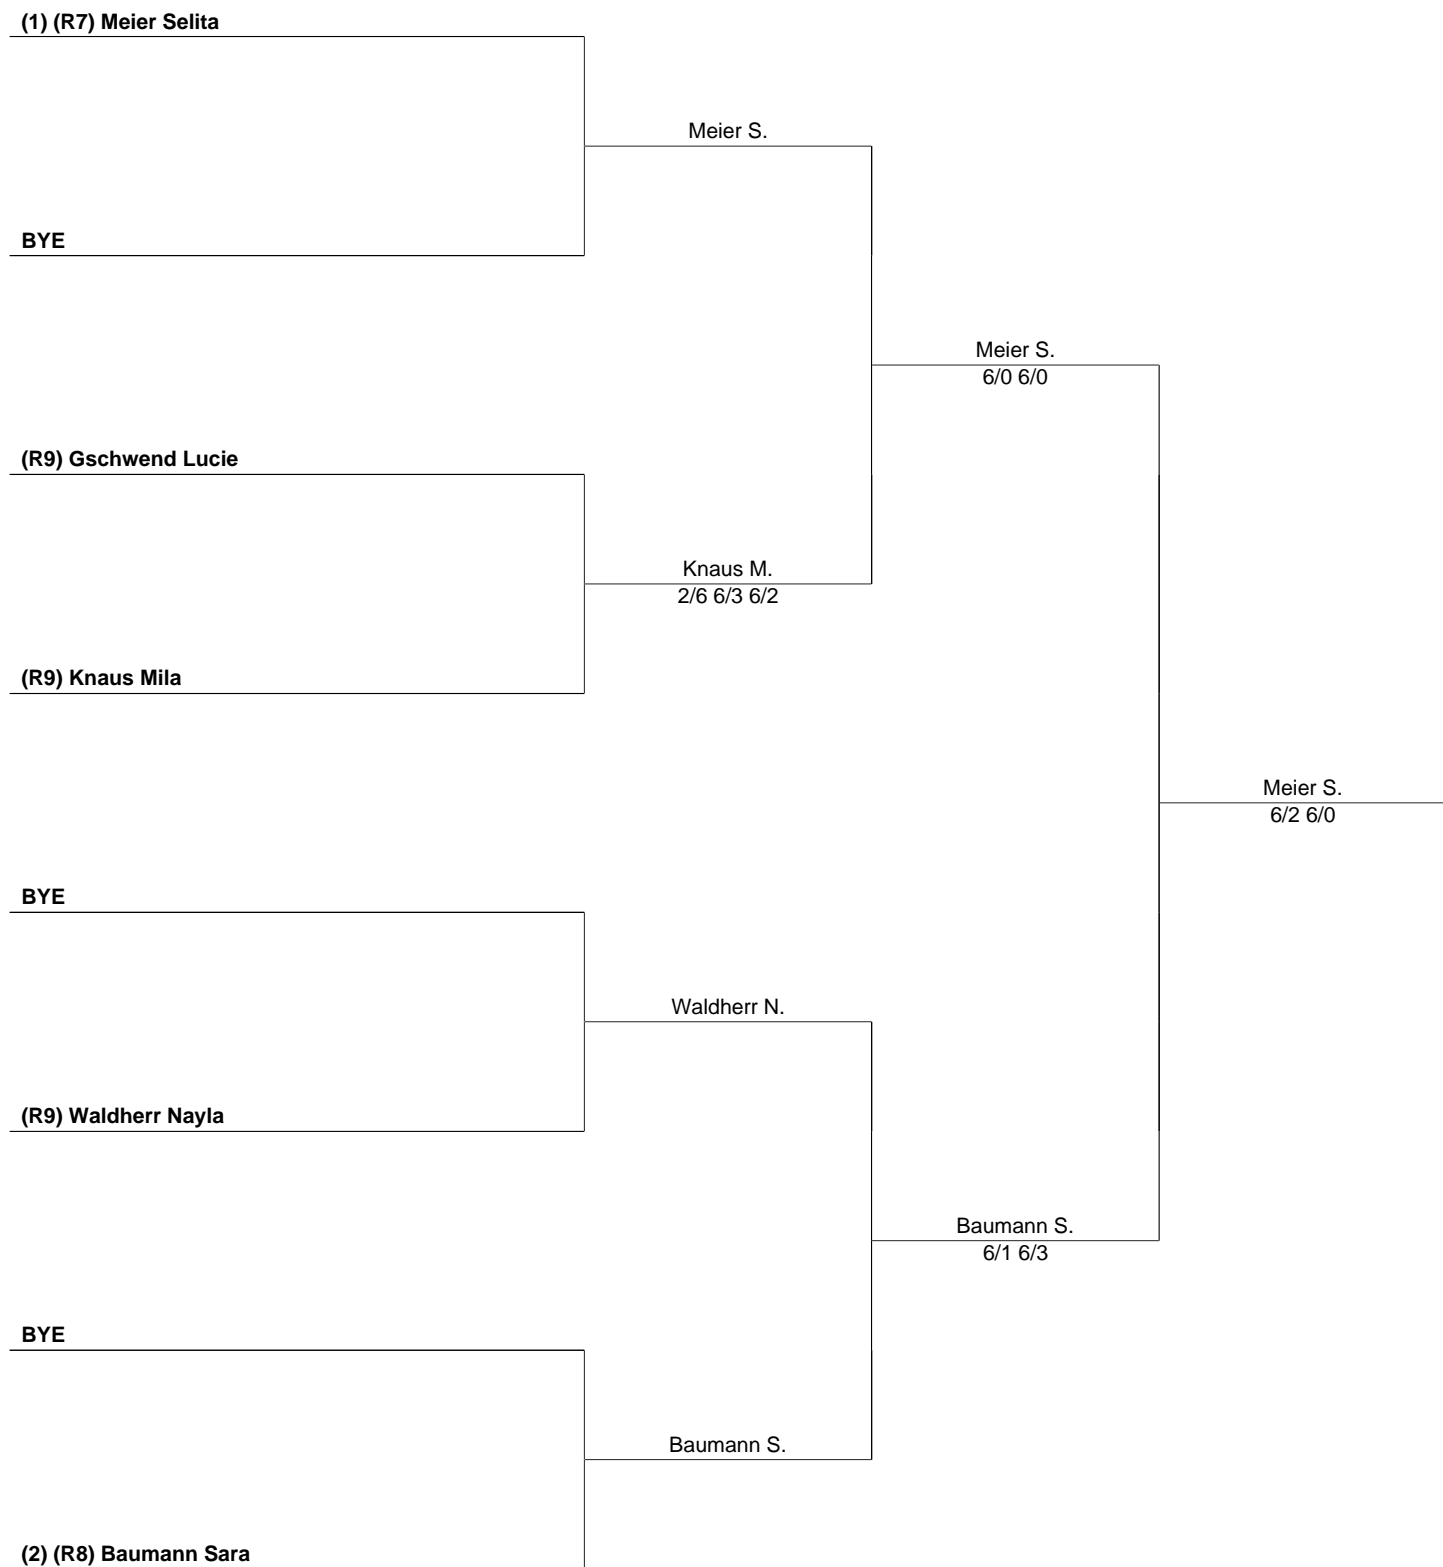 (1) (R7) Meier Selita
Meier S.
BYE
Meier S.
6/0 6/0
(R9) Gschwend Lucie
Knaus M.
2/6 6/3 6/2
(R9) Knaus Mila
Meier S.
6/2 6/0
BYE
Waldherr N.
(R9) Waldherr Nayla
Baumann S.
6/1 6/3
BYE
Baumann S.
(2) (R8) Baumann Sara